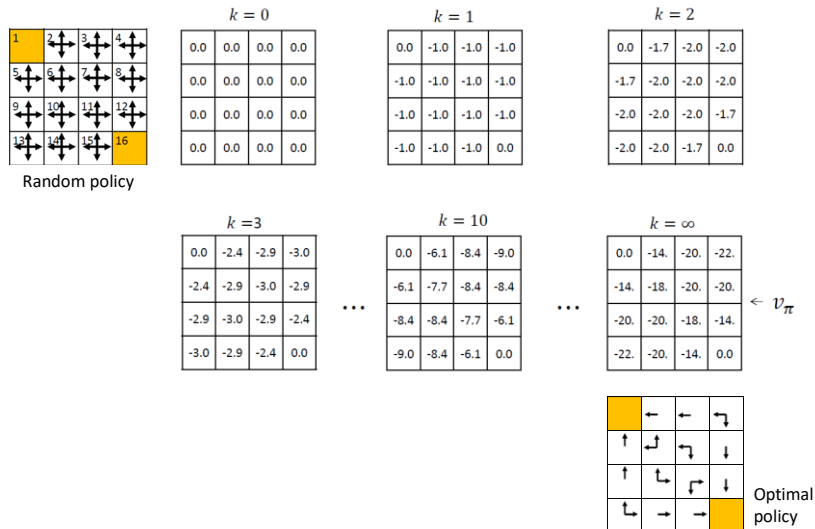 k = 0
k = 1
k = 2
1 2 3 4
5 6 7 8
9 10 11 12
13 14 15 16
Random policy
0.0 0.0 0.0 0.0
0.0 0.0 0.0 0.0
0.0 0.0 0.0 0.0
0.0 0.0 0.0 0.0
0.0 -1.0 -1.0 -1.0
-1.0 -1.0 -1.0 -1.0
-1.0 -1.0 -1.0 -1.0
-1.0 -1.0 -1.0 0.0
0.0 -1.7 -2.0 -2.0
-1.7 -2.0 -2.0 -2.0
-2.0 -2.0 -2.0 -1.7
-2.0 -2.0 -1.7 0.0
k =3
k = 10
k = ∞
0.0 -2.4 -2.9 -3.0
-2.4 -2.9 -3.0 -2.9
-2.9 -3.0 -2.9 -2.4
-3.0 -2.9 -2.4 0.0
...
0.0 -6.1 -8.4 -9.0
-6.1 -7.7 -8.4 -8.4
-8.4 -8.4 -7.7 -6.1
-9.0 -8.4 -6.1 0.0
...
0.0 -14. -20. -22.
-14. -18. -20. -20.
-20. -20. -18. -14.
-22. -20. -14. 0.0
← vπ
Optimal
policy